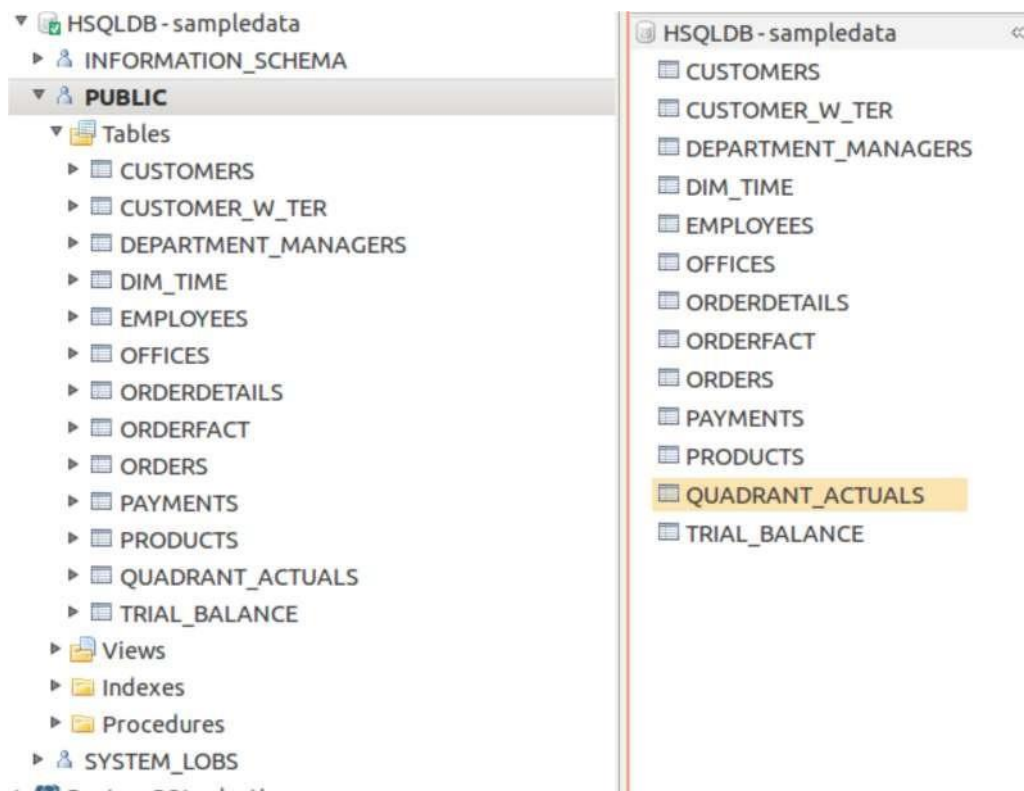 HSQLDB - sampledata
INFORMATION_SCHEMA
PUBLIC
Tables
CUSTOMERS
CUSTOMER_W_TER
DEPARTMENT_MANAGERS
DIM_TIME
EMPLOYEES
OFFICES
ORDERDETAILS
ORDERFACT
ORDERS
PAYMENTS
PRODUCTS
QUADRANT_ACTUALS
TRIAL_BALANCE
Views
Indexes
Procedures
SYSTEM_LOBS
HSQLDB - sampledata
CUSTOMERS
CUSTOMER_W_TER
DEPARTMENT_MANAGERS
DIM_TIME
EMPLOYEES
OFFICES
ORDERDETAILS
ORDERFACT
ORDERS
PAYMENTS
PRODUCTS
QUADRANT_ACTUALS
TRIAL_BALANCE